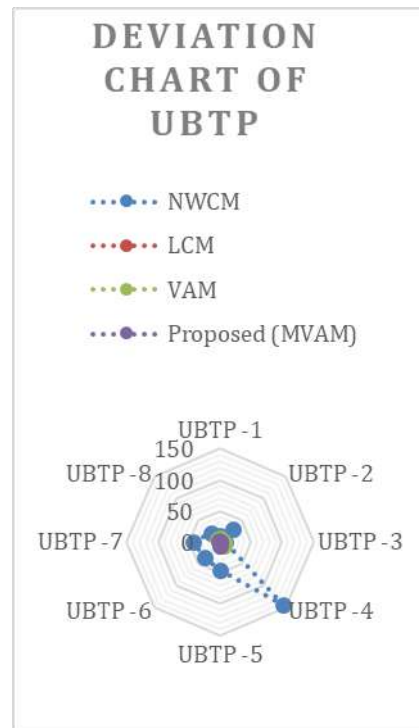 DEVIATION
CHART OF
UBTP
NWCM
LCM
VAM
Proposed (MVAM)
UBTP -1
150
UBTP -8
UBTP -2
100
50
UBTP -7
0
UBTP -3
UBTP -6
UBTP -4
UBTP -5